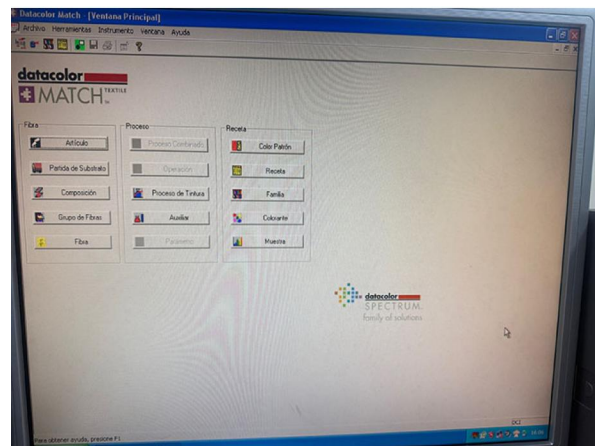 Datacolor Match - [Ventana Principal]
Archivo Herramientas Instrumento Ventana Ayuda
datacolor
MATCH TEXTILE
Fibra
Artículo
Partida de Substrato
Composición
Grupo de Fibras
Fibra
Proceso
Proceso Combinado
Operación
Proceso de Tintura
Auxiliar
Parámetro
Receta
Color Patrón
Receta
Familia
Colorante
Muestra
datacolor
SPECTRUM
family of solutions
Para obtener ayuda, presione F1